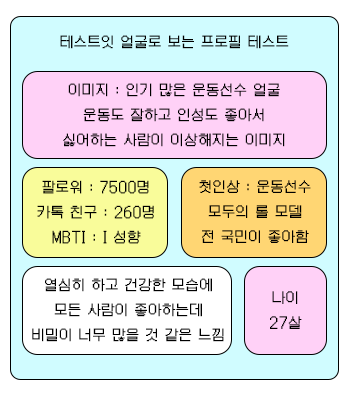 테스트잇 얼굴로 보는 프로필 테스트
이미지 : 인기 많은 운동선수 얼굴
운동도 잘하고 인성도 좋아서
싫어하는 사람이 이상해지는 이미지
팔로워 : 7500명
카톡 친구 : 260명
MBTI : I 성향
첫인상 : 운동선수
모두의 롤 모델
전 국민이 좋아함
열심히 하고 건강한 모습에
모든 사람이 좋아하는데
비밀이 너무 많을 것 같은 느낌
나이
27살